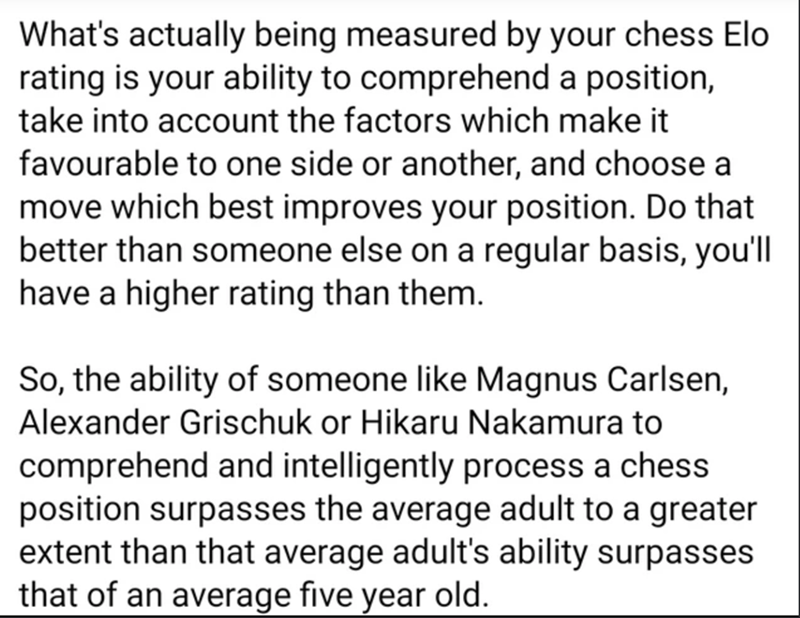 What's actually being measured by your chess Elo
rating is your ability to comprehend a position,
take into account the factors which make it
favourable to one side or another, and choose a
move which best improves your position. Do that
better than someone else on a regular basis, you'll
have a higher rating than them.
So, the ability of someone like Magnus Carlsen,
Alexander Grischuk or Hikaru Nakamura to
comprehend and intelligently process a chess
position surpasses the average adult to a greater
extent than that average adult's ability surpasses
that of an average five year old.